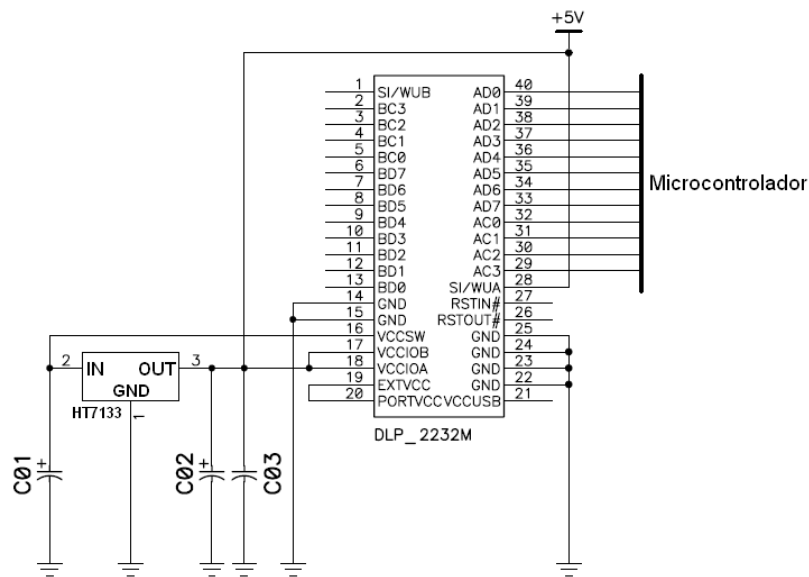 +5V
1 SI/WUB AD0 40
2 BC3 AD1 39
3 BC2 AD2 38
4 BC1 AD3 37
5 BC0 AD4 36
6 BD7 AD5 35
7 BD6 AD6 34
8 BD5 AD7 33
9 BD4 AC0 32
10 BD3 AC1 31
11 BD2 AC2 30
12 BD1 AC3 29
13 BD0 SI/WUA 28
14 GND RSTIN# 27
15 GND RSTOUT# 26
16 VCCSW GND 25
17 VCCIOB GND 24
18 VCCIOA GND 23
19 EXTVCC GND 22
20 PORTVCC VCCUSB 21
DLP_2232M
Microcontrolador
2 IN OUT 3
GND
HT7133 1
C01
C02
C03